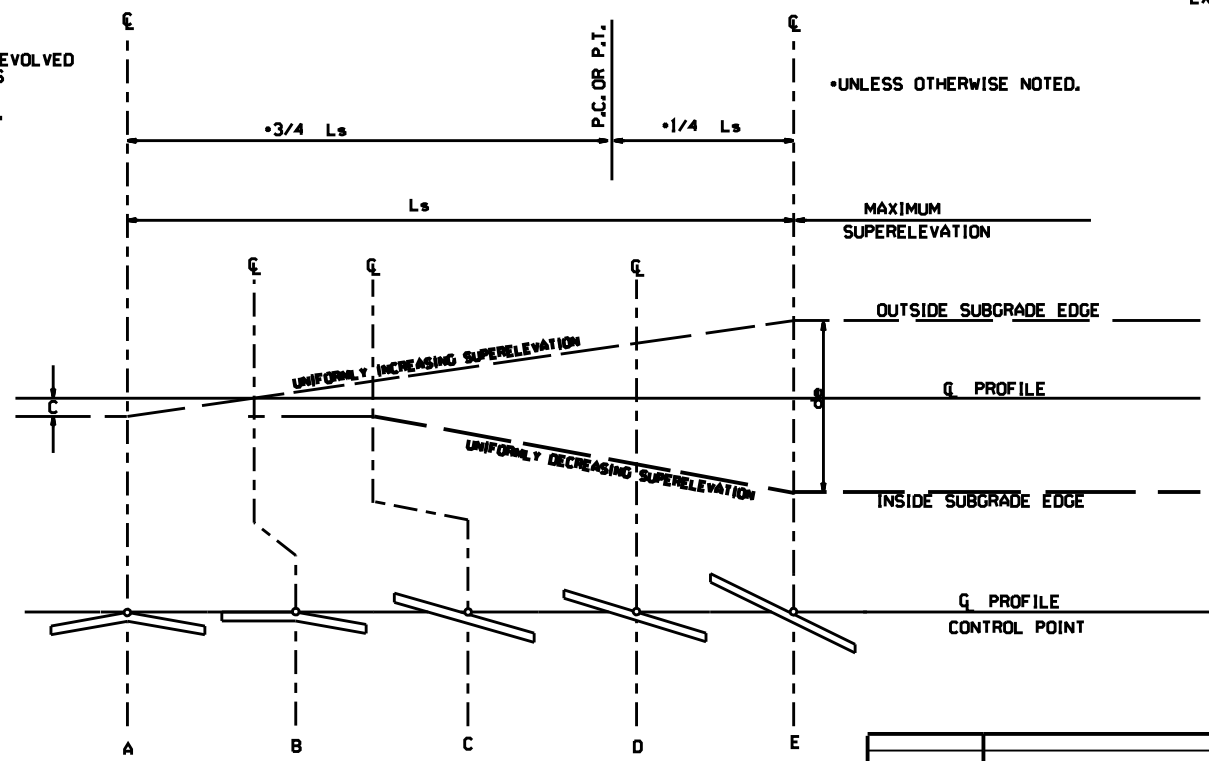 EX
℄
℄
EVOLVED
S
P.C. OR P.T.
*UNLESS OTHERWISE NOTED.
*3/4 Ls
*1/4 Ls
Ls
MAXIMUM
SUPERELEVATION
℄
℄
℄
OUTSIDE SUBGRADE EDGE
UNIFORMLY INCREASING SUPERELEVATION
℄ PROFILE
C
UNIFORMLY DECREASING SUPERELEVATION
INSIDE SUBGRADE EDGE
℄ PROFILE
CONTROL POINT
A
B
C
D
E